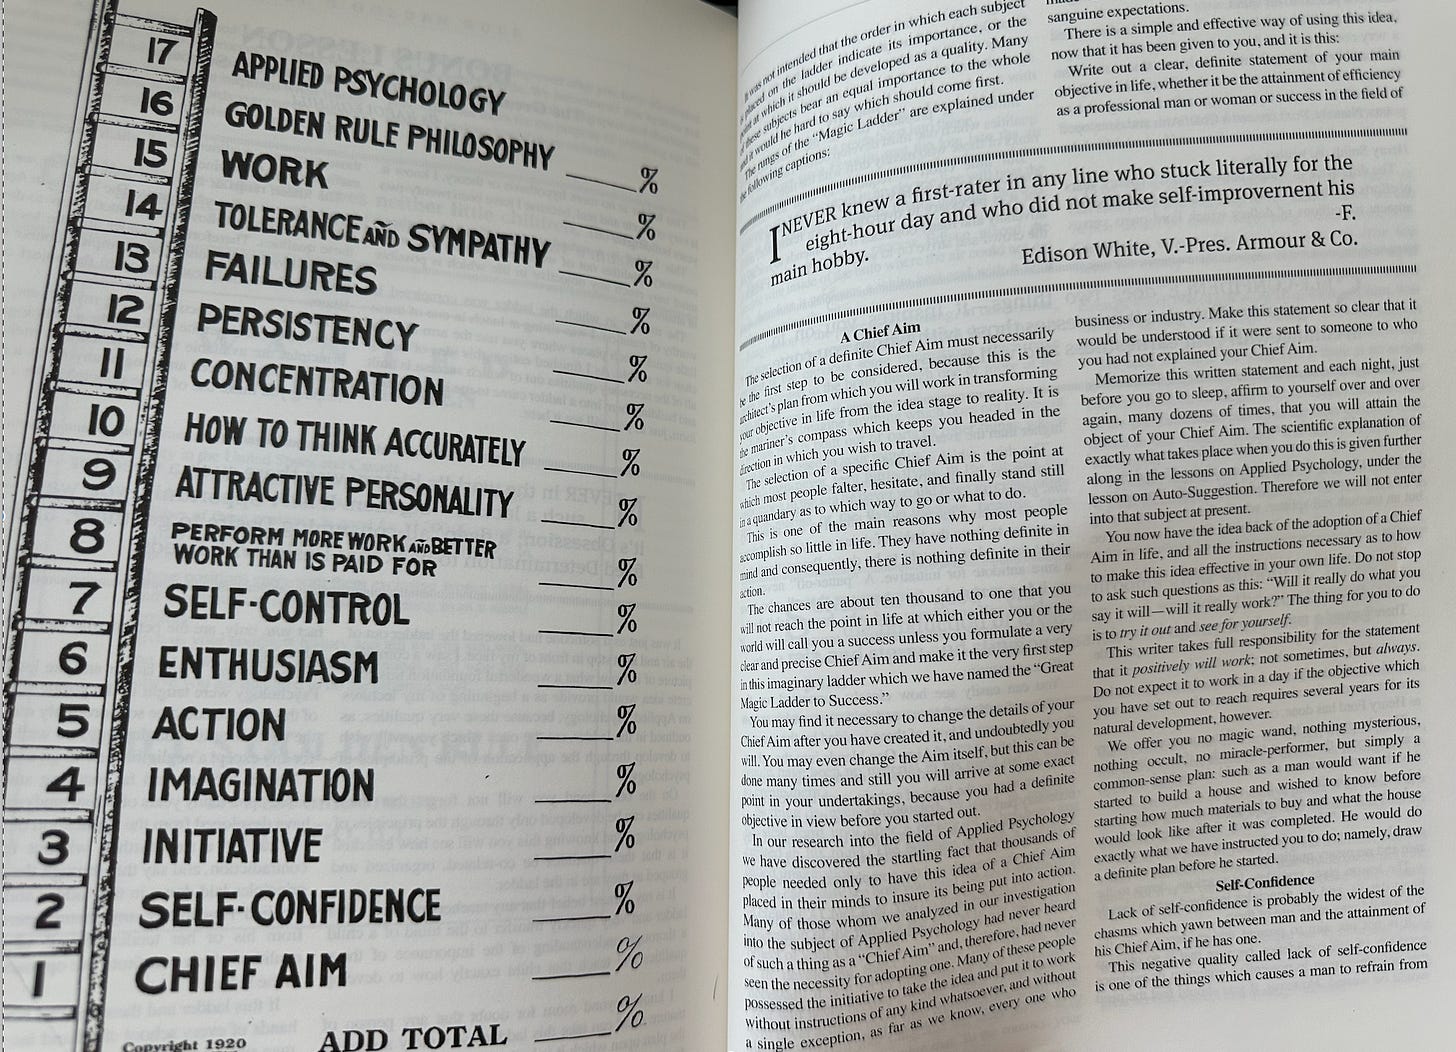 17
APPLIED PSYCHOLOGY
16
GOLDEN RULE PHILOSOPHY %
15
WORK %
14
TOLERANCE AND SYMPATHY %
13
FAILURES %
12
PERSISTENCY %
11
CONCENTRATION %
10
HOW TO THINK ACCURATELY %
9
ATTRACTIVE PERSONALITY %
8
PERFORM MORE WORK AND BETTER
WORK THAN IS PAID FOR %
7
SELF-CONTROL %
6
ENTHUSIASM %
5
ACTION %
4
IMAGINATION %
3
INITIATIVE %
2
SELF-CONFIDENCE %
1
CHIEF AIM %
ADD TOTAL %
Copyright 1920
was not intended that the order in which each subject
placed on the ladder indicate its importance, or the
at which it should be developed as a quality. Many
these subjects bear an equal importance to the whole
and it would be hard to say which should come first.
The rungs of the "Magic Ladder" are explained under
the following captions:
sanguine expectations.
There is a simple and effective way of using this idea,
now that it has been given to you, and it is this:
Write out a clear, definite statement of your main
objective in life, whether it be the attainment of efficiency
as a professional man or woman or success in the field of
I NEVER knew a first-rater in any line who stuck literally for the
eight-hour day and who did not make self-improvernent his
main hobby.
-F.
Edison White, V.-Pres. Armour & Co.
A Chief Aim
The selection of a definite Chief Aim must necessarily
be the first step to be considered, because this is the
architect's plan from which you will work in transforming
your objective in life from the idea stage to reality. It is
the mariner's compass which keeps you headed in the
direction in which you wish to travel.
The selection of a specific Chief Aim is the point at
which most people falter, hesitate, and finally stand still
in a quandary as to which way to go or what to do.
This is one of the main reasons why most people
accomplish so little in life. They have nothing definite in
mind and consequently, there is nothing definite in their
action.
The chances are about ten thousand to one that you
will not reach the point in life at which either you or the
world will call you a success unless you formulate a very
clear and precise Chief Aim and make it the very first step
in this imaginary ladder which we have named the "Great
Magic Ladder to Success."
You may find it necessary to change the details of your
Chief Aim after you have created it, and undoubtedly you
will. You may even change the Aim itself, but this can be
done many times and still you will arrive at some exact
point in your undertakings, because you had a definite
objective in view before you started out.
In our research into the field of Applied Psychology
we have discovered the startling fact that thousands of
people needed only to have this idea of a Chief Aim
placed in their minds to insure its being put into action.
Many of those whom we analyzed in our investigation
into the subject of Applied Psychology had never heard
of such a thing as a "Chief Aim" and, therefore, had never
seen the necessity for adopting one. Many of these people
possessed the initiative to take the idea and put it to work
without instructions of any kind whatsoever, and without
a single exception, as far as we know, every one who
business or industry. Make this statement so clear that it
would be understood if it were sent to someone to who
you had not explained your Chief Aim.
Memorize this written statement and each night, just
before you go to sleep, affirm to yourself over and over
again, many dozens of times, that you will attain the
object of your Chief Aim. The scientific explanation of
exactly what takes place when you do this is given further
along in the lessons on Applied Psychology, under the
lesson on Auto-Suggestion. Therefore we will not enter
into that subject at present.
You now have the idea back of the adoption of a Chief
Aim in life, and all the instructions necessary as to how
to make this idea effective in your own life. Do not stop
to ask such questions as this: "Will it really do what you
say it will—will it really work?" The thing for you to do
is to try it out and see for yourself.
This writer takes full responsibility for the statement
that it positively will work; not sometimes, but always.
Do not expect it to work in a day if the objective which
you have set out to reach requires several years for its
natural development, however.
We offer you no magic wand, nothing mysterious,
nothing occult, no miracle-performer, but simply a
common-sense plan: such as a man would want if he
started to build a house and wished to know before
starting how much materials to buy and what the house
would look like after it was completed. He would do
exactly what we have instructed you to do; namely, draw
a definite plan before he started.
Self-Confidence
Lack of self-confidence is probably the widest of the
chasms which yawn between man and the attainment of
his Chief Aim, if he has one.
This negative quality called lack of self-confidence
is one of the things which causes a man to refrain from